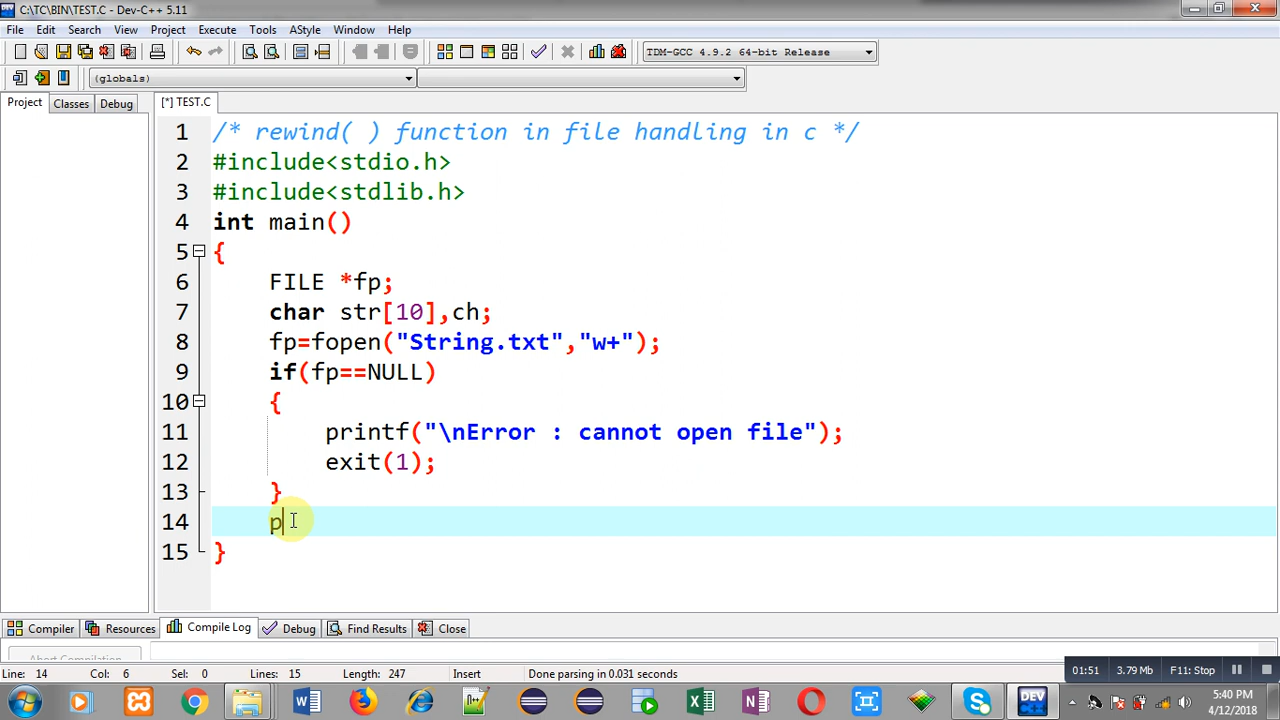 C:\TC\BIN\TEST.C - Dev-C++ 5.11
File Edit Search View Project Execute Tools AStyle Window Help
TDM-GCC 4.9.2 64-bit Release
(globals)
Project Classes Debug [*] TEST.C
1 /* rewind( ) function in file handling in c */
2 #include<stdio.h>
3 #include<stdlib.h>
4 int main()
5 {
6 FILE *fp;
7 char str[10],ch;
8 fp=fopen("String.txt","w+");
9 if(fp==NULL)
10 {
11 printf("\nError : cannot open file");
12 exit(1);
13 }
14 p
15 }
Compiler Resources Compile Log Debug Find Results Close
Abort Compilation
Line: 14 Col: 6 Sel: 0 Lines: 15 Length: 247 Insert Done parsing in 0.031 seconds
01:51 3.79 Mb F11: Stop
5:40 PM
4/12/2018